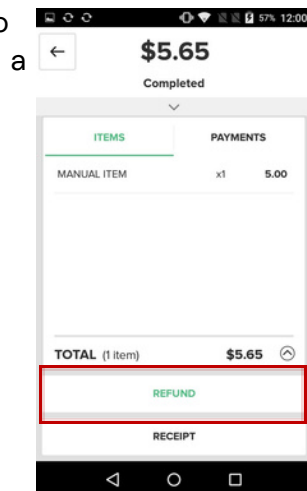 o
a
57% 12:00
$5.65
Completed
ITEMS PAYMENTS
MANUAL ITEM x1 5.00
TOTAL (1 item) $5.65
REFUND
RECEIPT